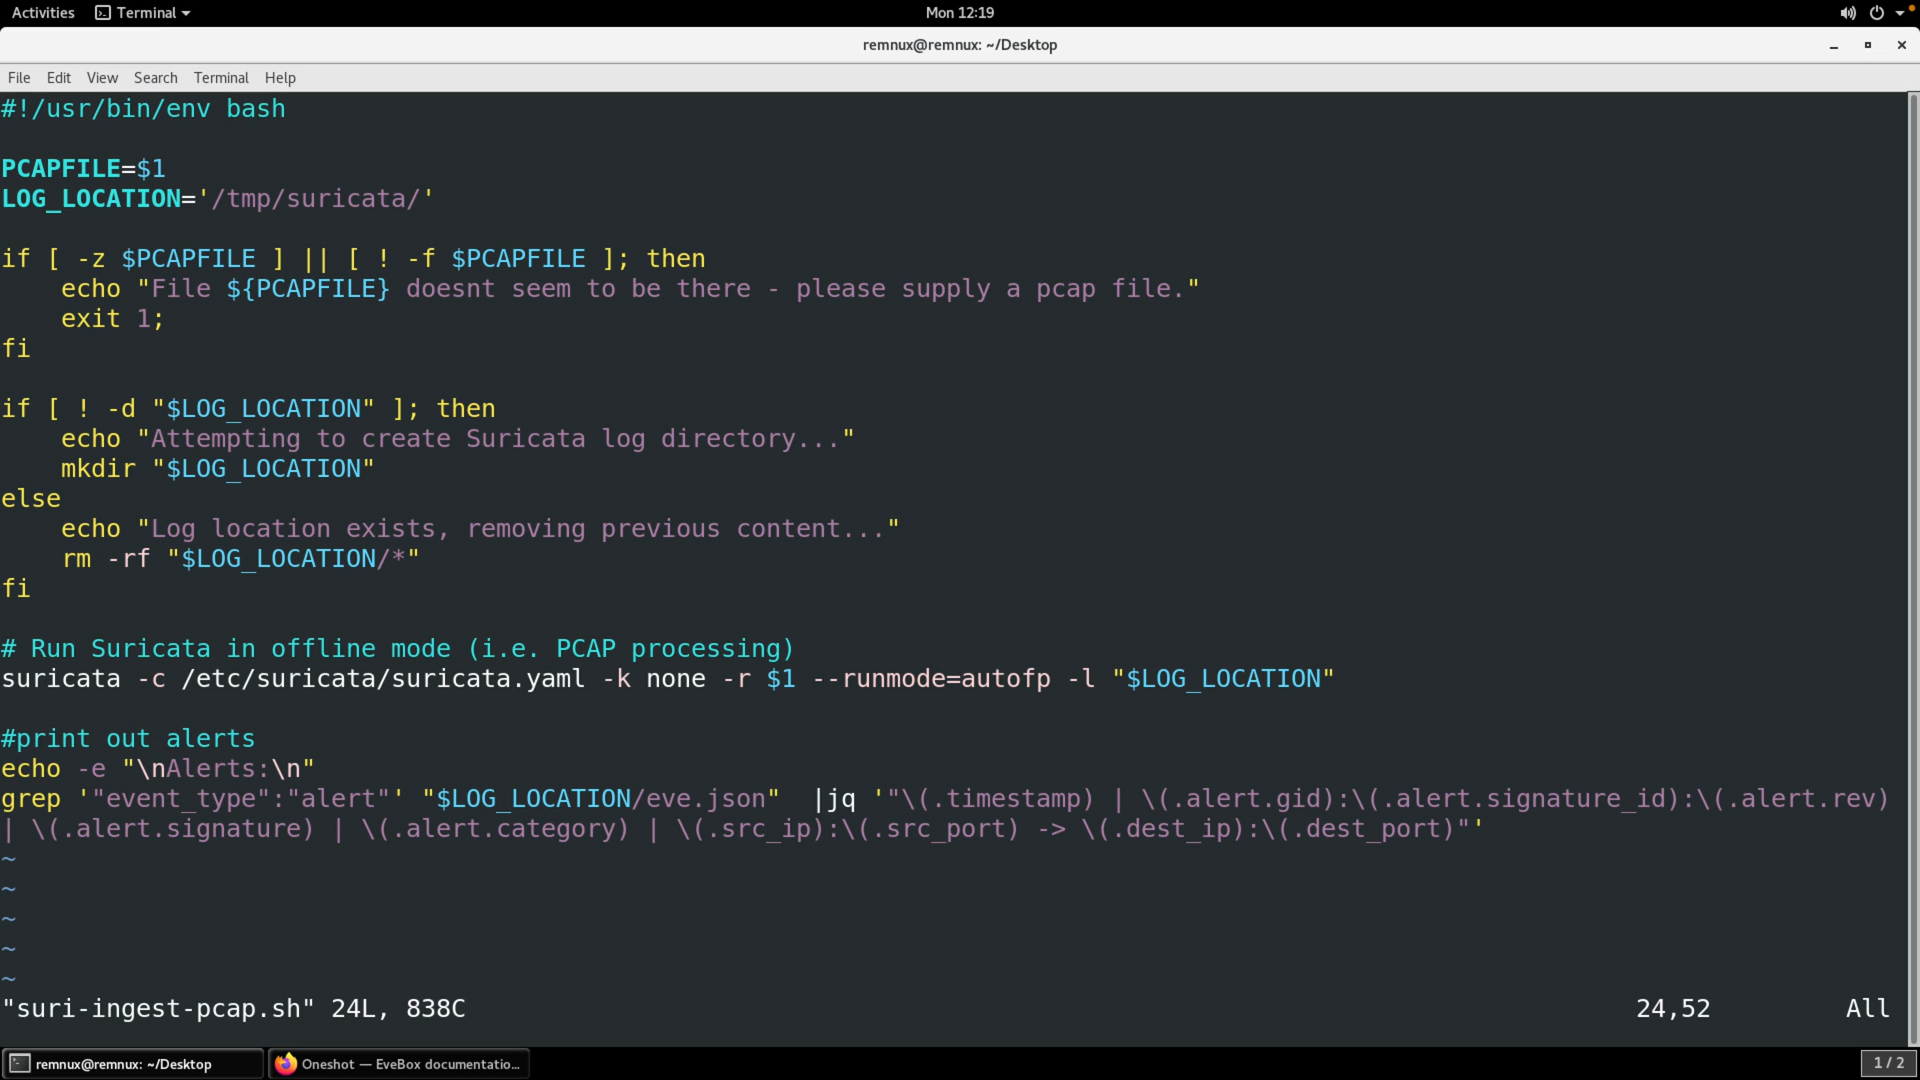 Activities Terminal Mon 12:19
remnux@remnux: ~/Desktop
File Edit View Search Terminal Help
#!/usr/bin/env bash
PCAPFILE=$1
LOG_LOCATION='/tmp/suricata/'
if [ -z $PCAPFILE ] || [ ! -f $PCAPFILE ]; then
    echo "File ${PCAPFILE} doesnt seem to be there - please supply a pcap file."
    exit 1;
fi
if [ ! -d "$LOG_LOCATION" ]; then
    echo "Attempting to create Suricata log directory..."
    mkdir "$LOG_LOCATION"
else
    echo "Log location exists, removing previous content..."
    rm -rf "$LOG_LOCATION/*"
fi
# Run Suricata in offline mode (i.e. PCAP processing)
suricata -c /etc/suricata/suricata.yaml -k none -r $1 --runmode=autofp -l "$LOG_LOCATION"
#print out alerts
echo -e "\nAlerts:\n"
grep '"event_type":"alert"' "$LOG_LOCATION/eve.json"  |jq '"\(.timestamp) | \(.alert.gid):\(.alert.signature_id):\(.alert.rev)
| \(.alert.signature) | \(.alert.category) | \(.src_ip):\(.src_port) -> \(.dest_ip):\(.dest_port)"'
~
~
~
~
~
"suri-ingest-pcap.sh" 24L, 838C 24,52 All
remnux@remnux: ~/Desktop Oneshot — EveBox documentatio... 1 / 2